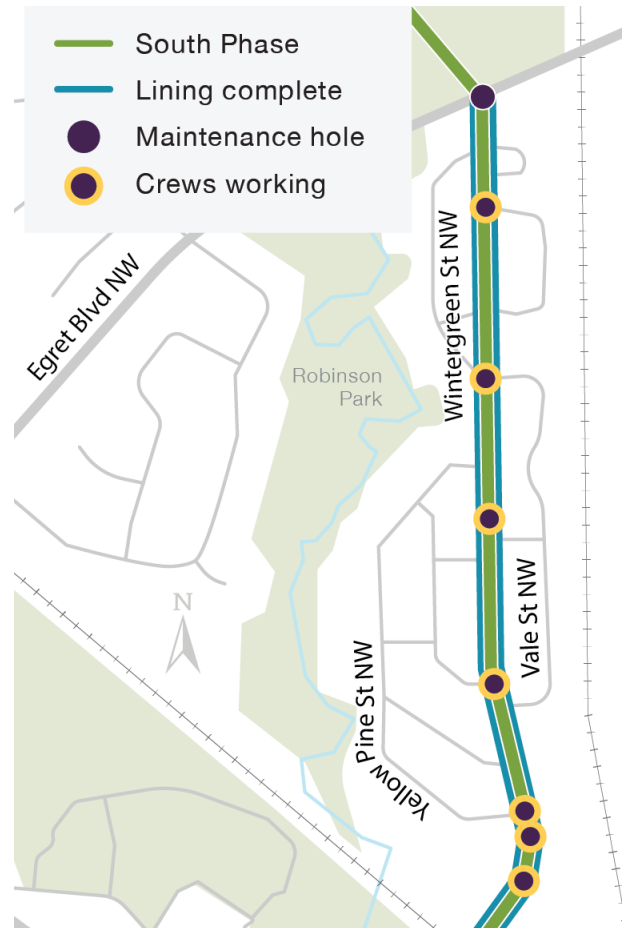 South Phase
Lining complete
Maintenance hole
Crews working
Egret Blvd NW
Wintergreen St NW
Robinson
Park
N
Vale St NW
Yellow Pine St NW